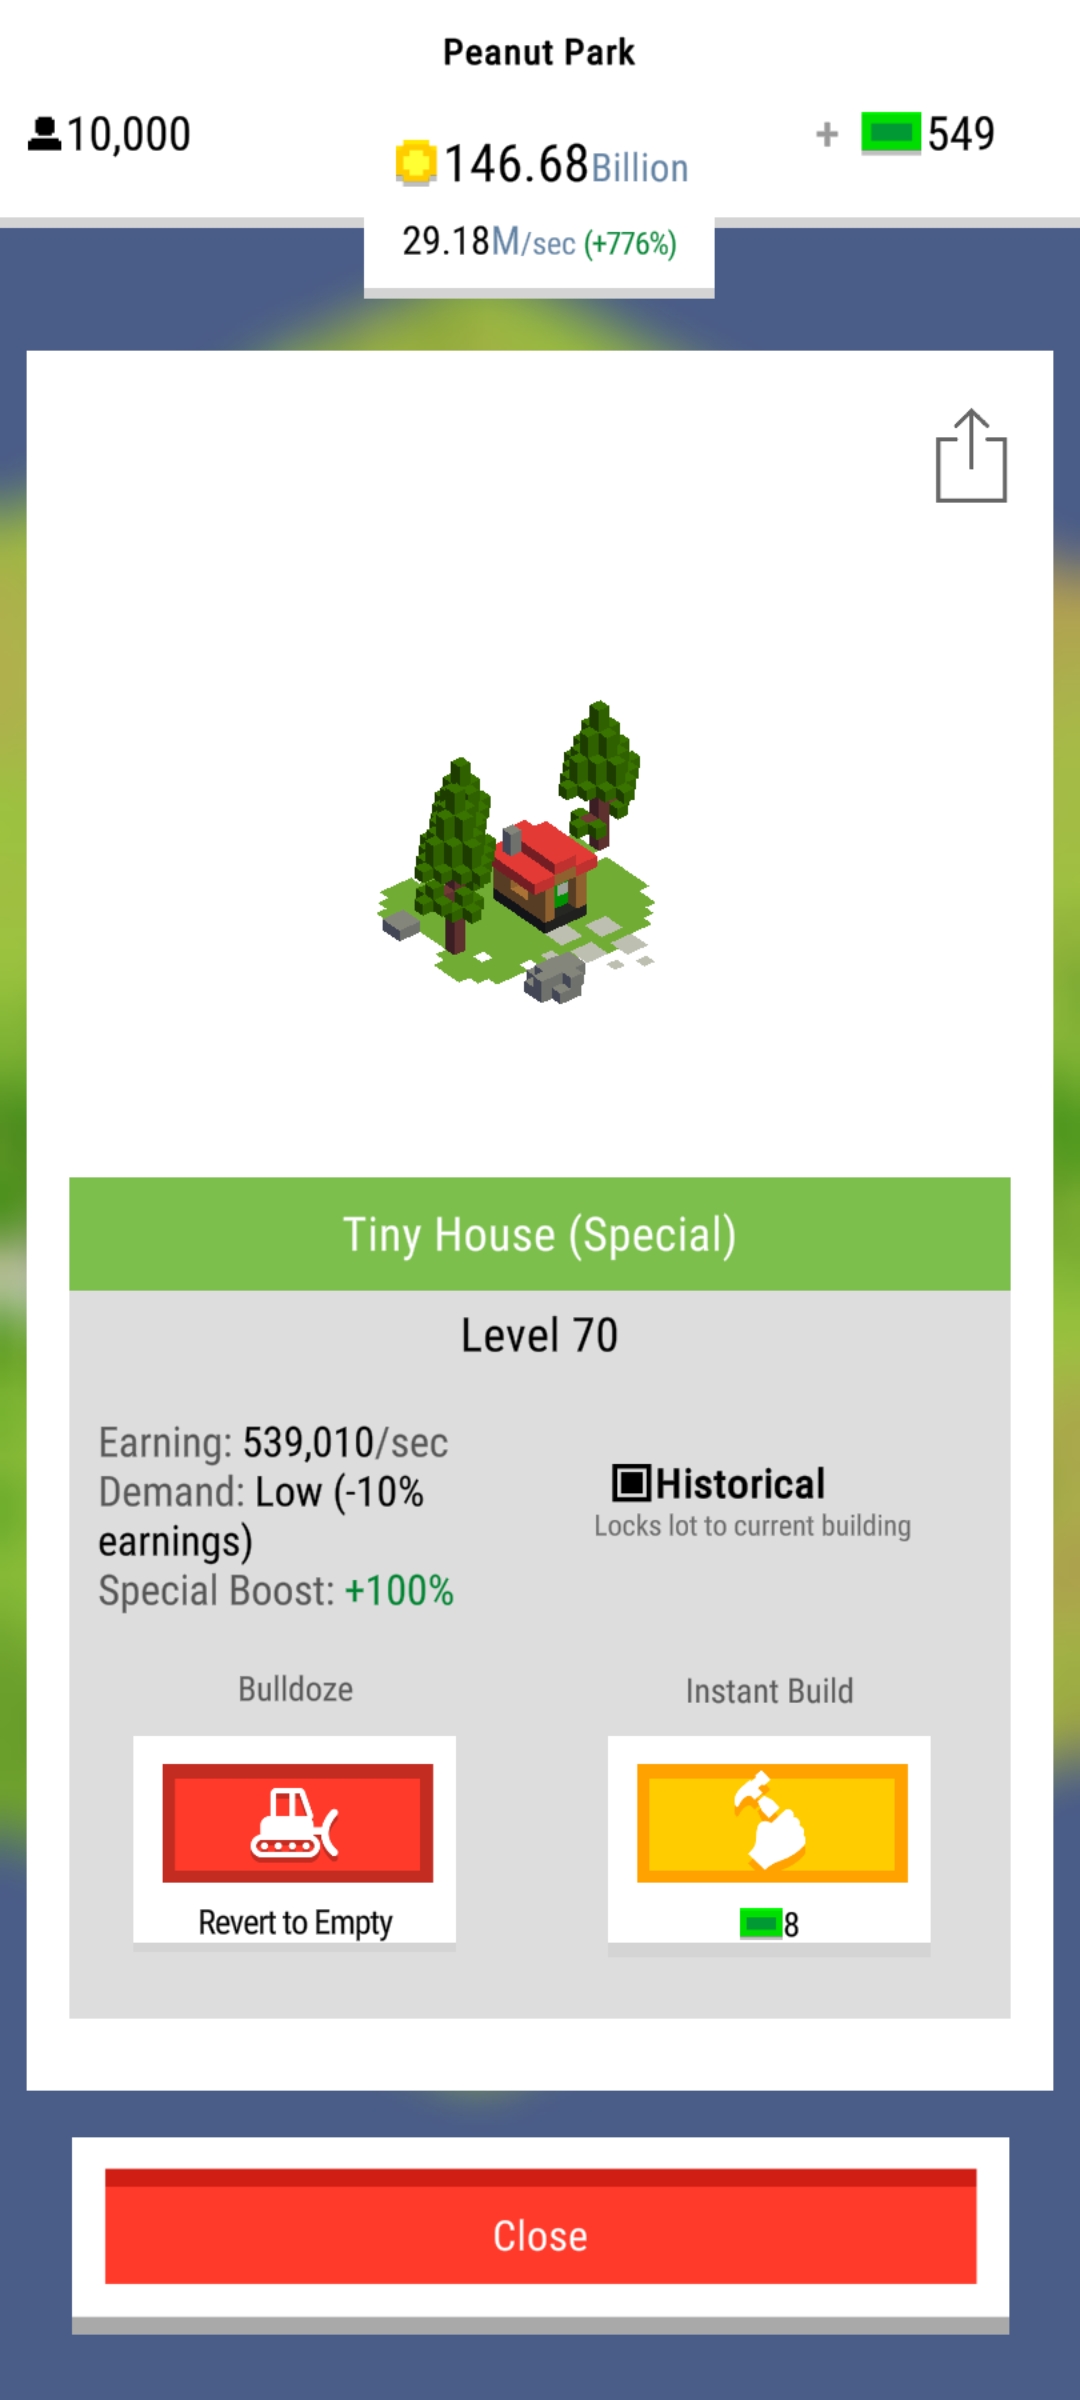 Peanut Park
10,000
146.68Billion
+ 549
29.18M/sec (+776%)
Tiny House (Special)
Level 70
Earning: 539,010/sec
Demand: Low (-10%
earnings)
Special Boost: +100%
Historical
Locks lot to current building
Bulldoze
Revert to Empty
Instant Build
8
Close